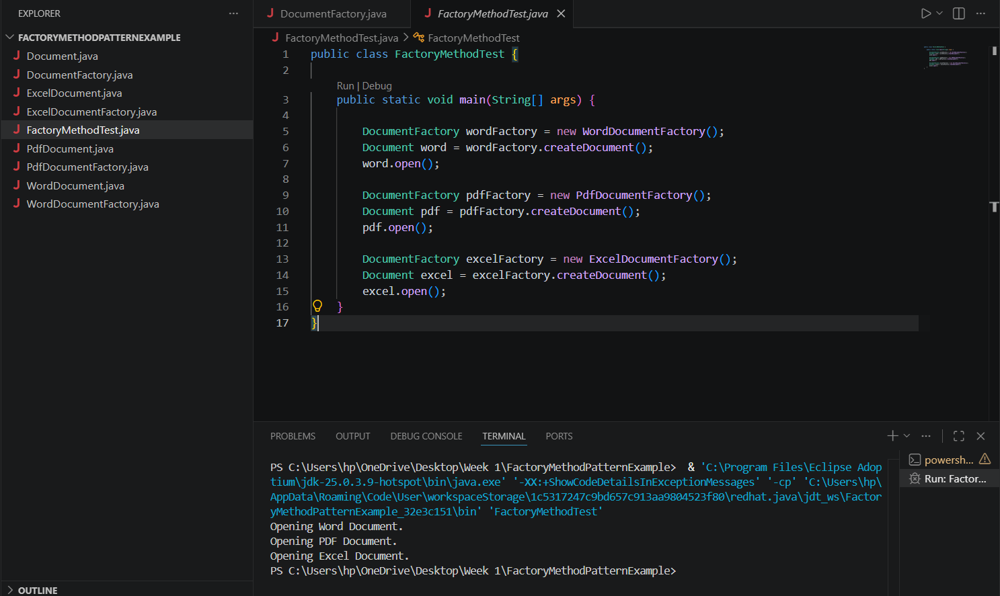 EXPLORER
FACTORYMETHODPATTERNEXAMPLE
Document.java
DocumentFactory.java
ExcelDocument.java
ExcelDocumentFactory.java
FactoryMethodTest.java
PdfDocument.java
PdfDocumentFactory.java
WordDocument.java
WordDocumentFactory.java
OUTLINE
DocumentFactory.java
FactoryMethodTest.java
FactoryMethodTest.java > FactoryMethodTest
1 public class FactoryMethodTest {
2
Run | Debug
3 public static void main(String[] args) {
4
5 DocumentFactory wordFactory = new WordDocumentFactory();
6 Document word = wordFactory.createDocument();
7 word.open();
8
9 DocumentFactory pdfFactory = new PdfDocumentFactory();
10 Document pdf = pdfFactory.createDocument();
11 pdf.open();
12
13 DocumentFactory excelFactory = new ExcelDocumentFactory();
14 Document excel = excelFactory.createDocument();
15 excel.open();
16 }
17 }
PROBLEMS OUTPUT DEBUG CONSOLE TERMINAL PORTS
PS C:\Users\hp\OneDrive\Desktop\Week 1\FactoryMethodPatternExample> & 'C:\Program Files\Eclipse Adop
tium\jdk-25.0.3.9-hotspot\bin\java.exe' '-XX:+ShowCodeDetailsInExceptionMessages' '-cp' 'C:\Users\hp\
AppData\Roaming\Code\User\workspaceStorage\1c5317247c9bd657c913aa9804523f80\redhat.java\jdt_ws\Factor
yMethodPatternExample_32e3c151\bin' 'FactoryMethodTest'
Opening Word Document.
Opening PDF Document.
Opening Excel Document.
PS C:\Users\hp\OneDrive\Desktop\Week 1\FactoryMethodPatternExample>
powersh...
Run: Factor...